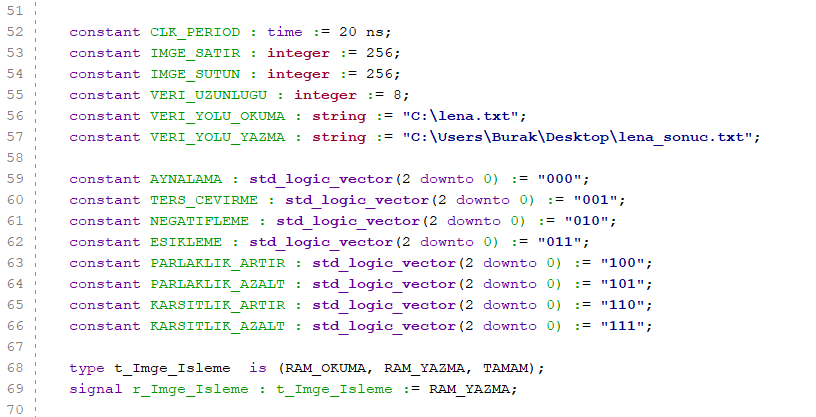 51
52 constant CLK_PERIOD : time := 20 ns;
53 constant IMGE_SATIR : integer := 256;
54 constant IMGE_SUTUN : integer := 256;
55 constant VERI_UZUNLUGU : integer := 8;
56 constant VERI_YOLU_OKUMA : string := "C:\lena.txt";
57 constant VERI_YOLU_YAZMA : string := "C:\Users\Burak\Desktop\lena_sonuc.txt";
58
59 constant AYNALAMA : std_logic_vector(2 downto 0) := "000";
60 constant TERS_CEVIRME : std_logic_vector(2 downto 0) := "001";
61 constant NEGATIFLEME : std_logic_vector(2 downto 0) := "010";
62 constant ESIKLEME : std_logic_vector(2 downto 0) := "011";
63 constant PARLAKLIK_ARTIR : std_logic_vector(2 downto 0) := "100";
64 constant PARLAKLIK_AZALT : std_logic_vector(2 downto 0) := "101";
65 constant KARSITLIK_ARTIR : std_logic_vector(2 downto 0) := "110";
66 constant KARSITLIK_AZALT : std_logic_vector(2 downto 0) := "111";
67
68 type t_Imge_Isleme  is (RAM_OKUMA, RAM_YAZMA, TAMAM);
69 signal r_Imge_Isleme : t_Imge_Isleme := RAM_YAZMA;
70